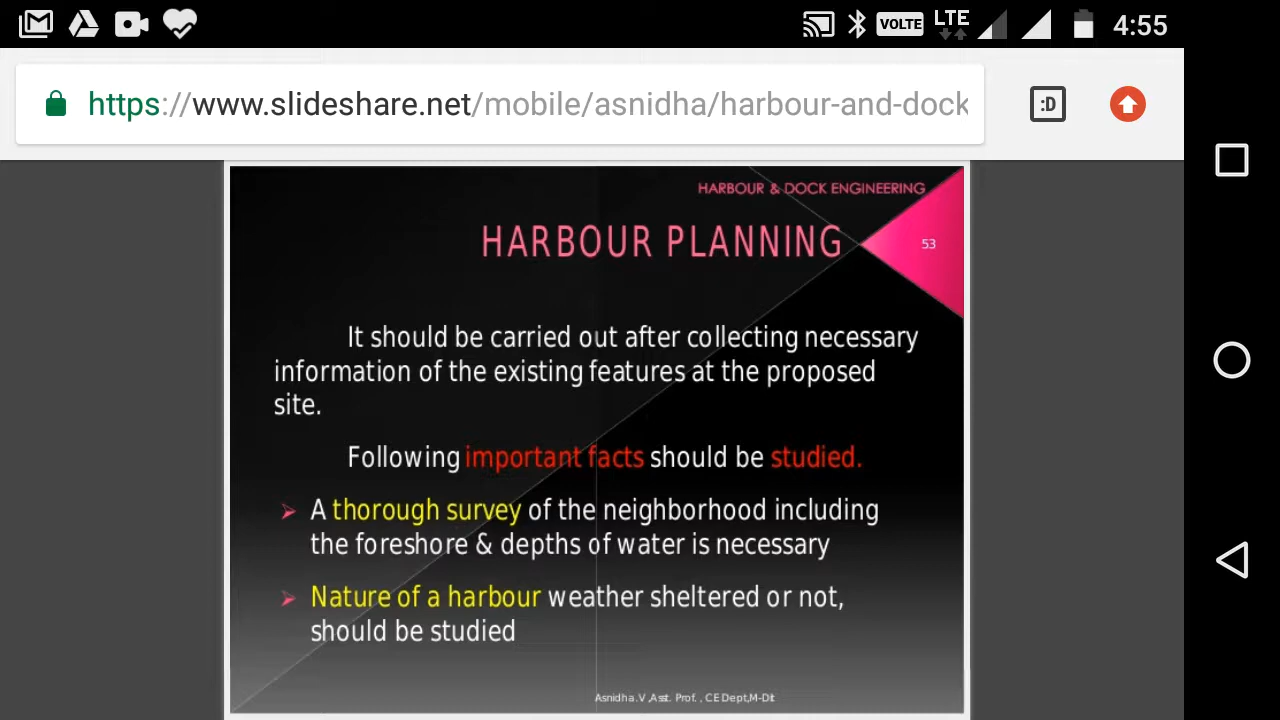 VOLTE LTE 4:55
https://www.slideshare.net/mobile/asnidha/harbour-and-dock :D
HARBOUR & DOCK ENGINEERING
HARBOUR PLANNING 53
It should be carried out after collecting necessary
information of the existing features at the proposed
site.
Following important facts should be studied.
A thorough survey of the neighborhood including
the foreshore & depths of water is necessary
Nature of a harbour weather sheltered or not,
should be studied
Asnidha.V ,Asst. Prof. , CE Dept,M-Dit